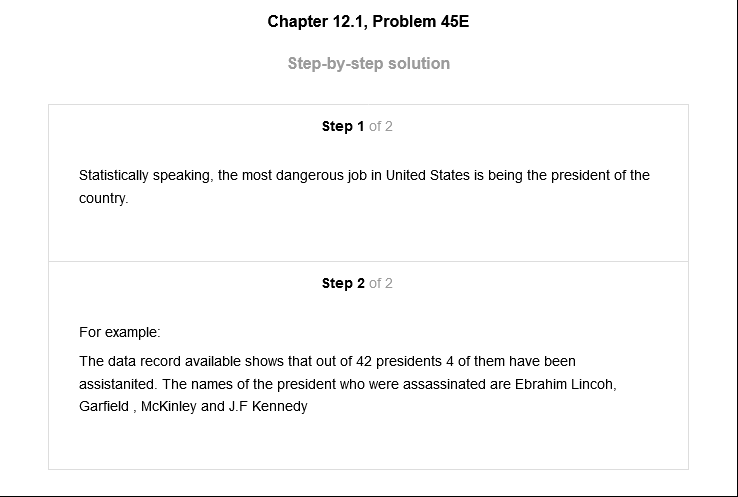 Chapter 12.1, Problem 45E
Step-by-step solution
Step 1 of 2
Statistically speaking, the most dangerous job in United States is being the president of the
country.
Step 2 of 2
For example:
The data record available shows that out of 42 presidents 4 of them have been
assistanited. The names of the president who were assassinated are Ebrahim Lincoh,
Garfield , McKinley and J.F Kennedy